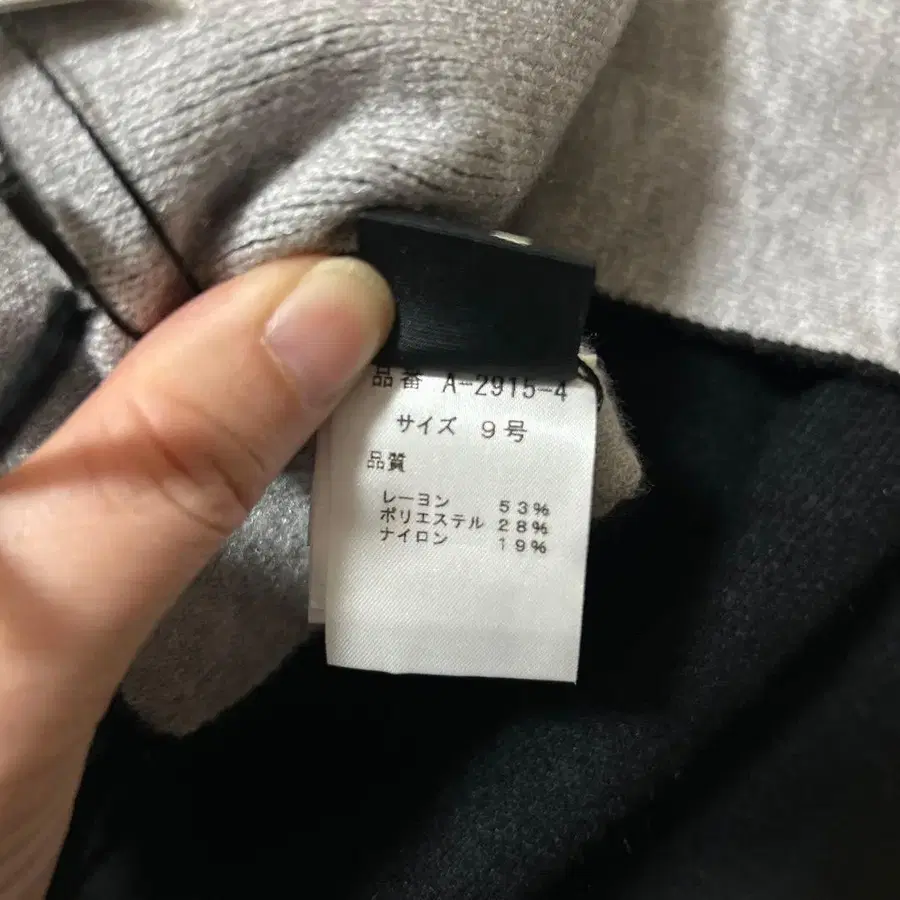 品番 A-2915-4
サイズ 9号
品質
レーヨン 53%
ポリエステル 28%
ナイロン 19%